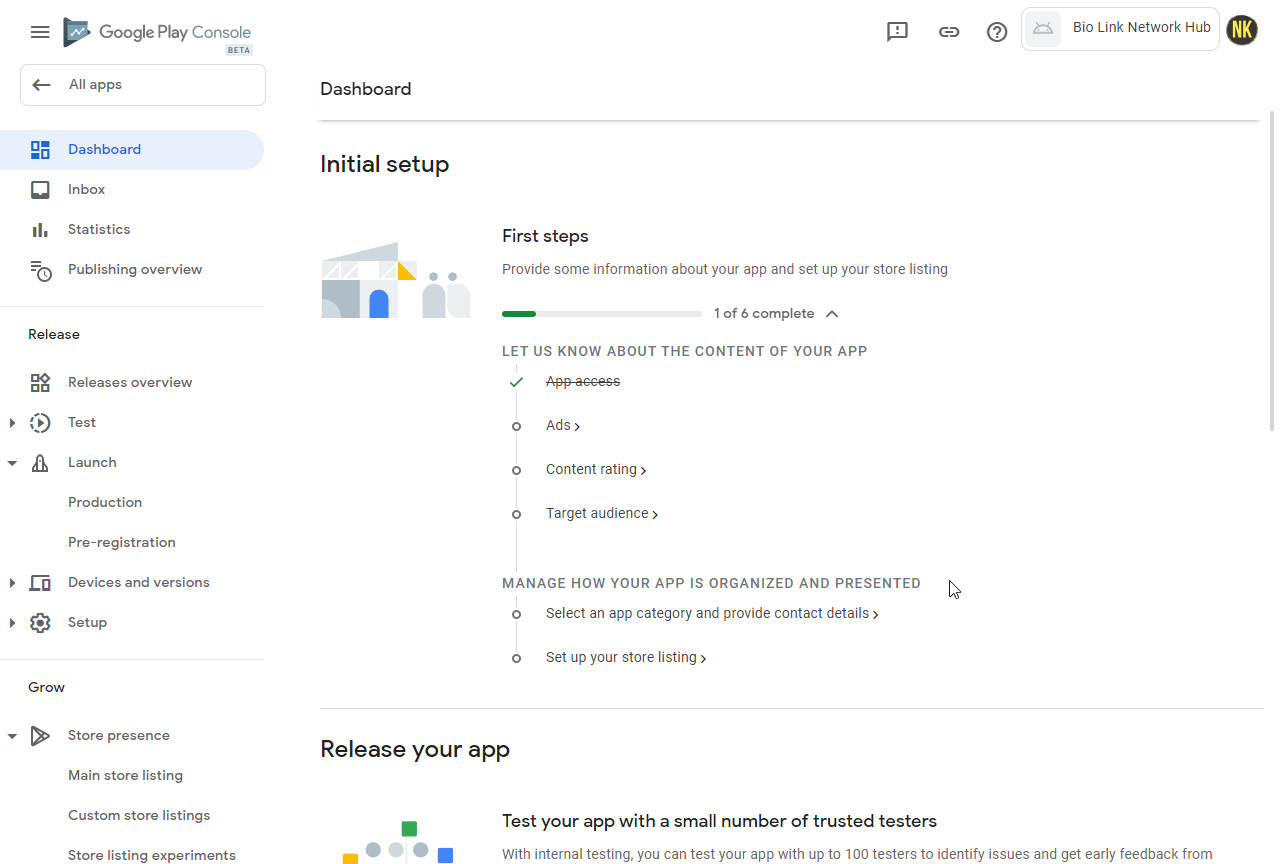 Google Play Console
BETA
Bio Link Network Hub
NK
All apps
Dashboard
Inbox
Statistics
Publishing overview
Release
Releases overview
Test
Launch
Production
Pre-registration
Devices and versions
Setup
Grow
Store presence
Main store listing
Custom store listings
Store listing experiments
Dashboard
Initial setup
First steps
Provide some information about your app and set up your store listing
1 of 6 complete
LET US KNOW ABOUT THE CONTENT OF YOUR APP
App access
Ads
Content rating
Target audience
MANAGE HOW YOUR APP IS ORGANIZED AND PRESENTED
Select an app category and provide contact details
Set up your store listing
Release your app
Test your app with a small number of trusted testers
With internal testing, you can test your app with up to 100 testers to identify issues and get early feedback from